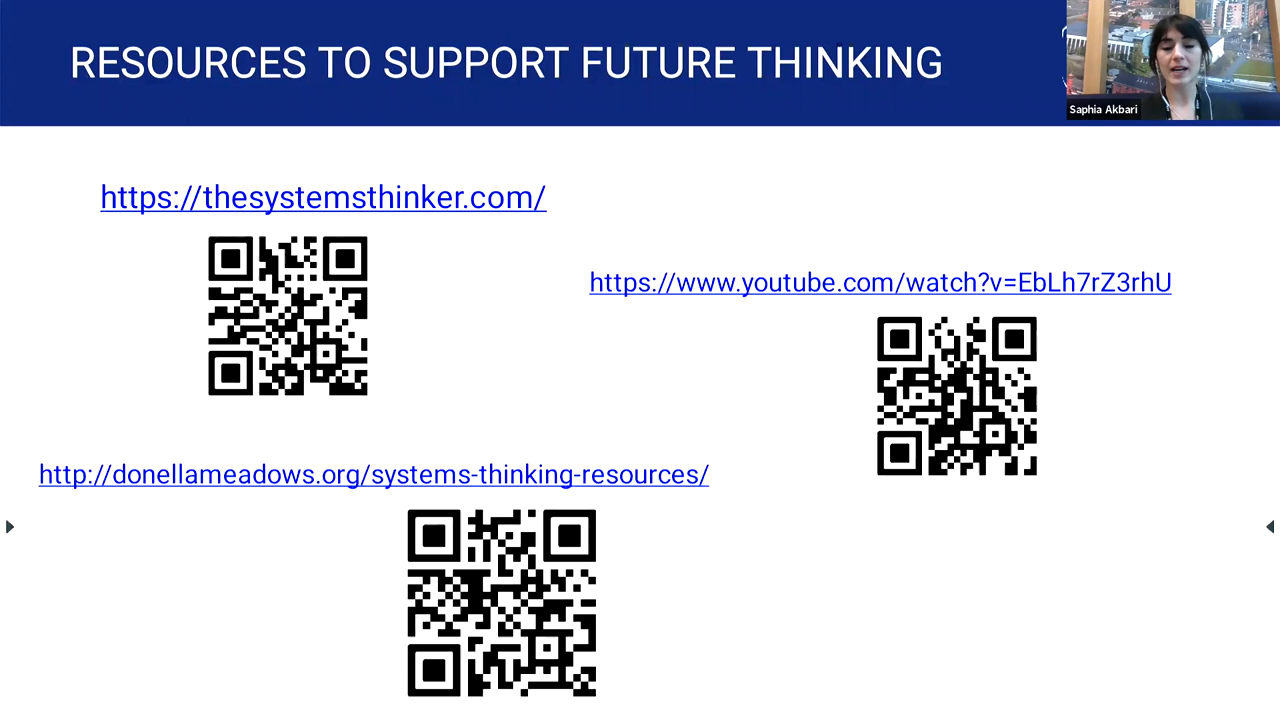 RESOURCES TO SUPPORT FUTURE THINKING
Saphia Akbari
https://thesystemsthinker.com/
https://www.youtube.com/watch?v=EbLh7rZ3rhU
http://donellameadows.org/systems-thinking-resources/